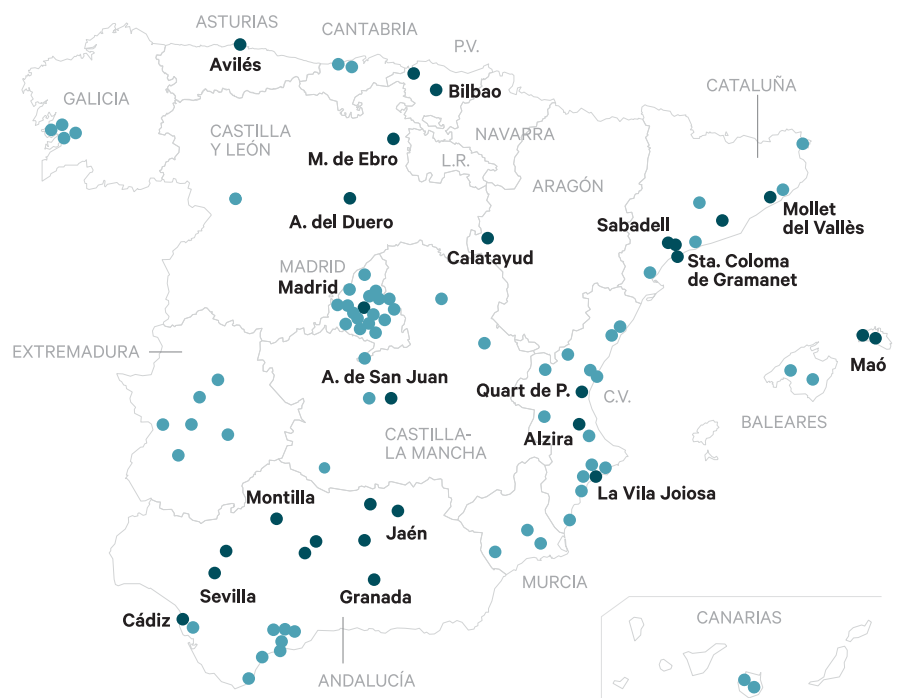 ASTURIAS
CANTABRIA
P.V.
Avilés
Bilbao
GALICIA
CATALUÑA
CASTILLA
Y LEÓN
NAVARRA
M. de Ebro
L.R.
ARAGÓN
A. del Duero
Mollet
del Vallès
Sabadell
Calatayud
Sta. Coloma
de Gramanet
MADRID
Madrid
EXTREMADURA
Maó
A. de San Juan
Quart de P.
C.V.
BALEARES
CASTILLA-
LA MANCHA
Alzira
La Vila Joiosa
Montilla
Jaén
MURCIA
Sevilla
Granada
Cádiz
CANARIAS
ANDALUCÍA